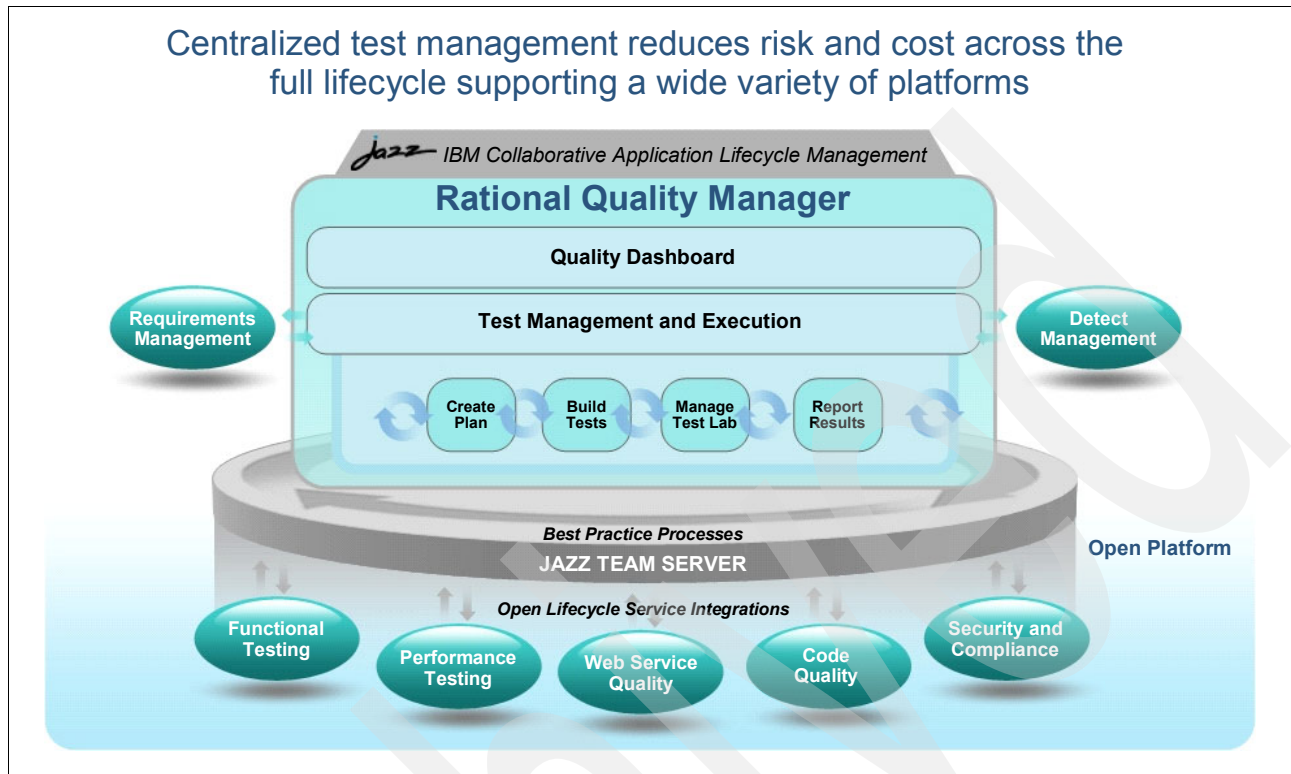 Centralized test management reduces risk and cost across the
full lifecycle supporting a wide variety of platforms
jazz IBM Collaborative Application Lifecycle Management
Rational Quality Manager
Quality Dashboard
Requirements
Management
Test Management and Execution
Detect
Management
Create
Plan
Build
Tests
Manage
Test Lab
Report
Results
Best Practice Processes
Open Platform
JAZZ TEAM SERVER
Open Lifecycle Service Integrations
Functional
Testing
Performance
Testing
Web Service
Quality
Code
Quality
Security and
Compliance